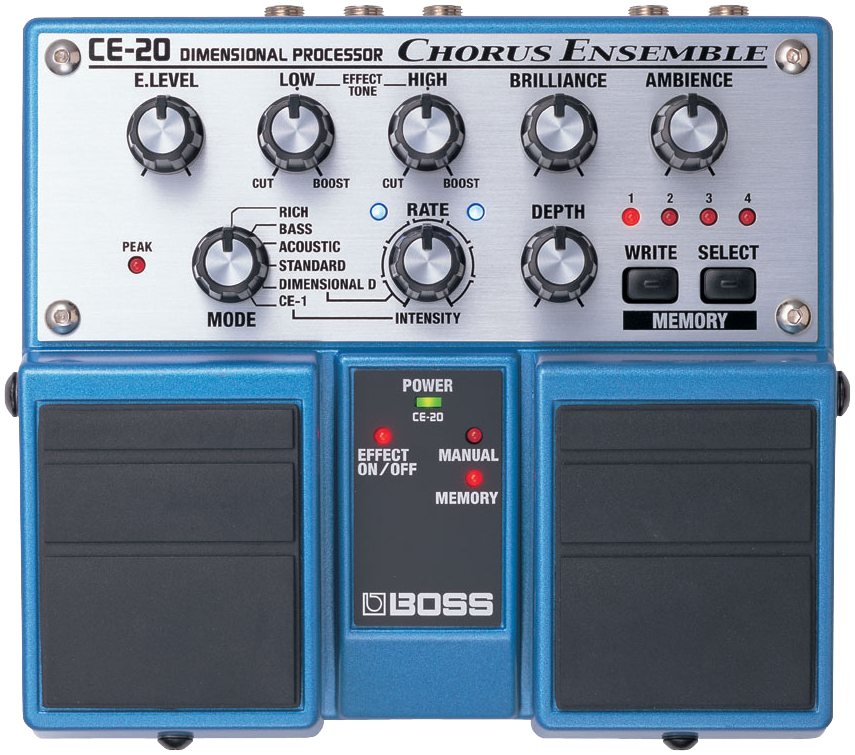 CE-20 DIMENSIONAL PROCESSOR CHORUS ENSEMBLE
E.LEVEL LOW EFFECT TONE HIGH BRILLIANCE AMBIENCE
CUT BOOST CUT BOOST
1 2 3 4
PEAK
RICH
BASS
ACOUSTIC
STANDARD
DIMENSIONAL D
CE-1
MODE
RATE
INTENSITY
DEPTH
WRITE SELECT
MEMORY
POWER
CE-20
EFFECT
ON/OFF
MANUAL
MEMORY
BOSS